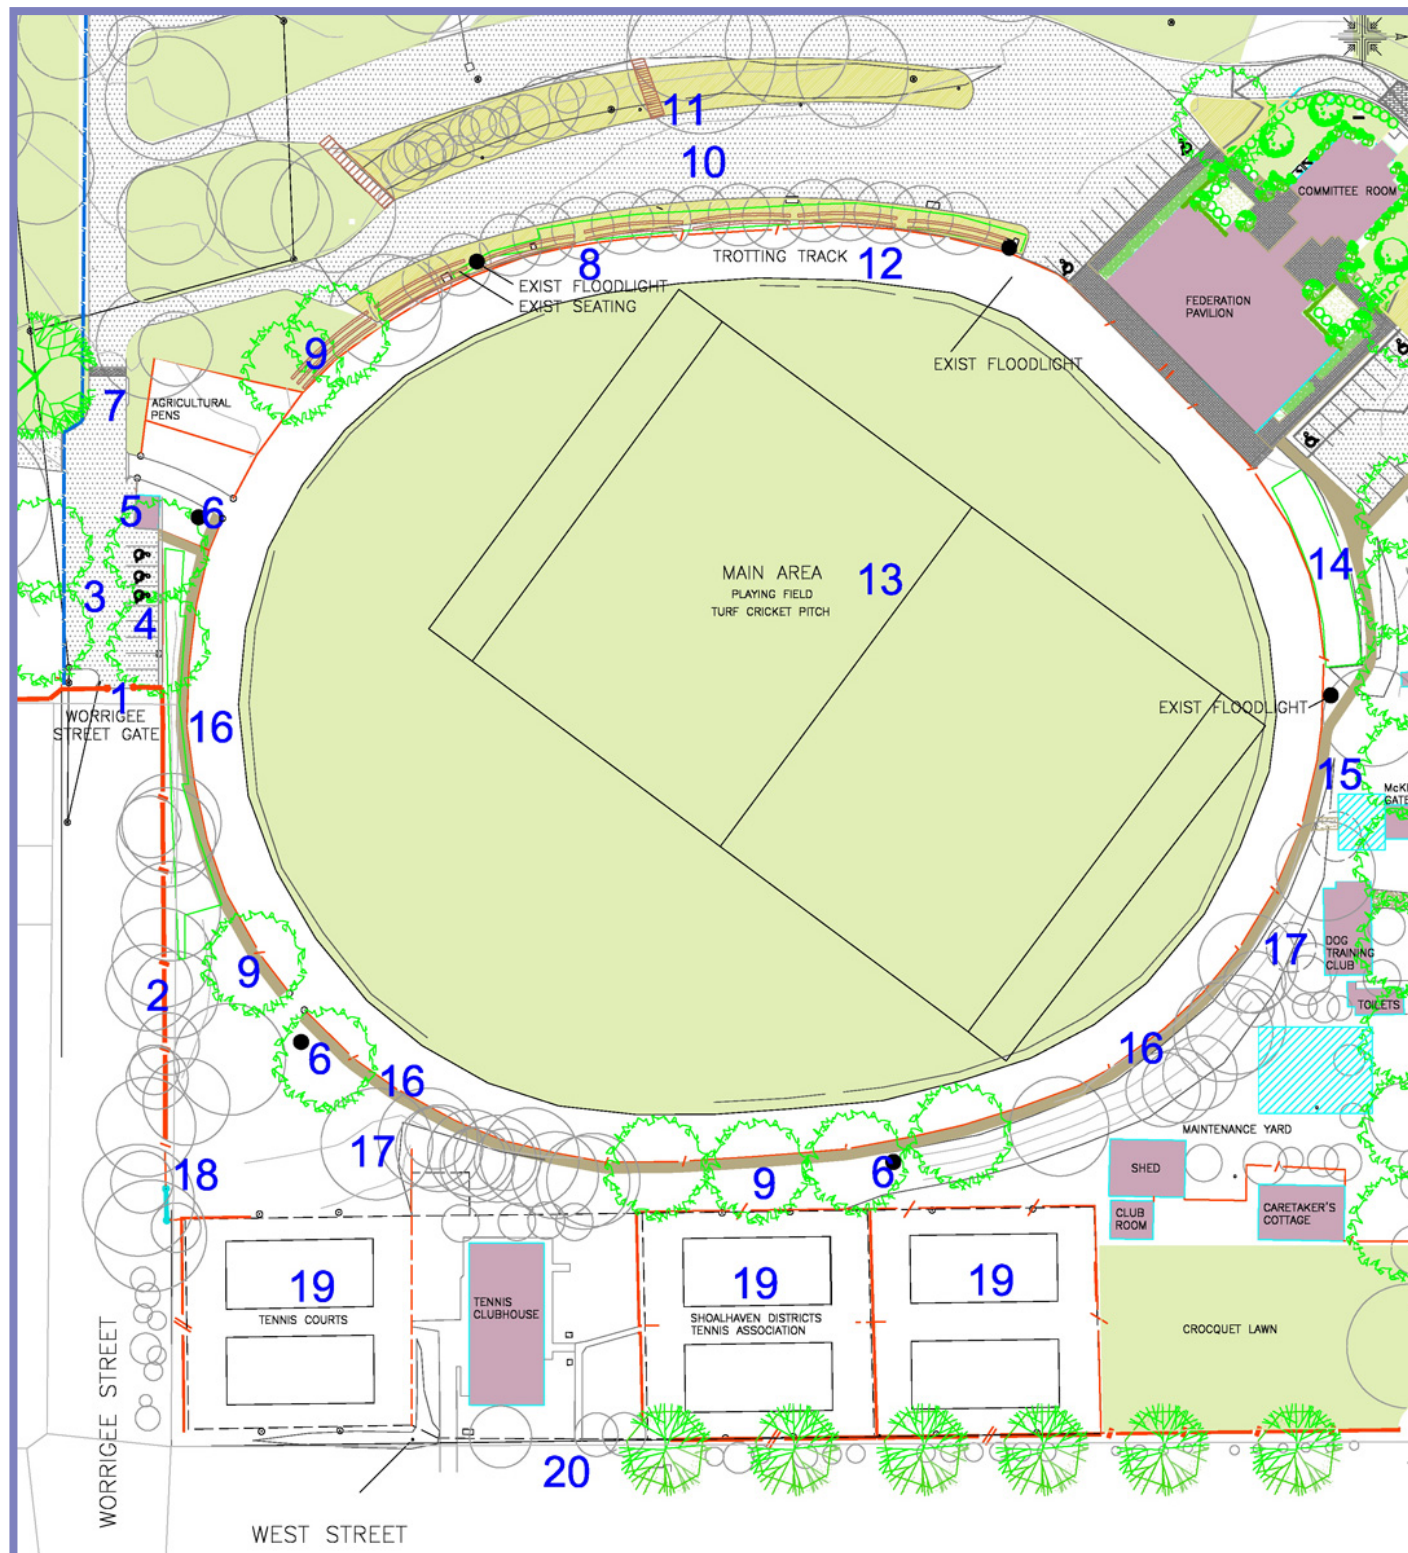 11
10
COMMITTEE ROOM
8
TROTTING TRACK
12
EXIST FLOODLIGHT
EXIST SEATING
FEDERATION
PAVILION
9
EXIST FLOODLIGHT
7
AGRICULTURAL
PENS
5
6
14
MAIN AREA
13
PLAYING FIELD
TURF CRICKET PITCH
3
4
1
WORRIGEE
STREET GATE
16
EXIST FLOODLIGHT
15
McK
GATE
17
DOG
TRAINING
CLUB
9
2
TOILETS
6
16
16
MAINTENANCE YARD
17
18
9
6
SHED
CLUB
ROOM
CARETAKER'S
COTTAGE
19
TENNIS COURTS
TENNIS
CLUBHOUSE
19
SHOALHAVEN DISTRICTS
TENNIS ASSOCIATION
19
CROCQUET LAWN
WORRIGEE STREET
20
WEST STREET